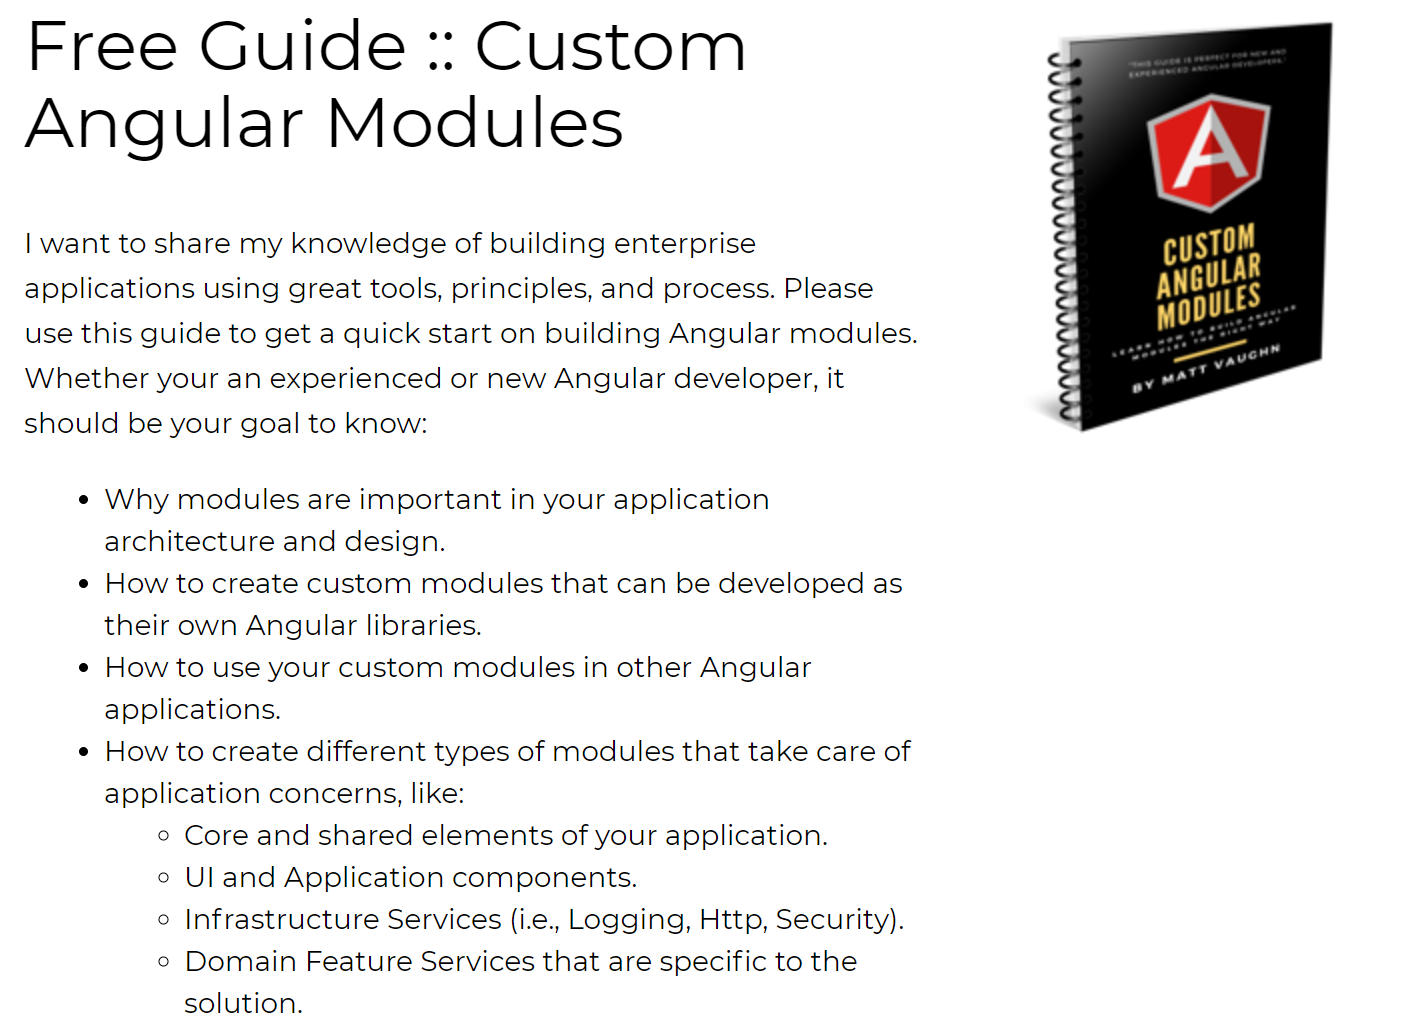 Free Guide :: Custom
Angular Modules
I want to share my knowledge of building enterprise
applications using great tools, principles, and process. Please
use this guide to get a quick start on building Angular modules.
Whether your an experienced or new Angular developer, it
should be your goal to know:
• Why modules are important in your application
architecture and design.
• How to create custom modules that can be developed as
their own Angular libraries.
• How to use your custom modules in other Angular
applications.
• How to create different types of modules that take care of
application concerns, like:
◦ Core and shared elements of your application.
◦ UI and Application components.
◦ Infrastructure Services (i.e., Logging, Http, Security).
◦ Domain Feature Services that are specific to the
solution.
"THIS GUIDE IS PERFECT FOR NEW AND
EXPERIENCED ANGULAR DEVELOPERS."
A
CUSTOM
ANGULAR
MODULES
LEARN HOW TO BUILD ANGULAR
MODULES THE RIGHT WAY
BY MATT VAUGHN